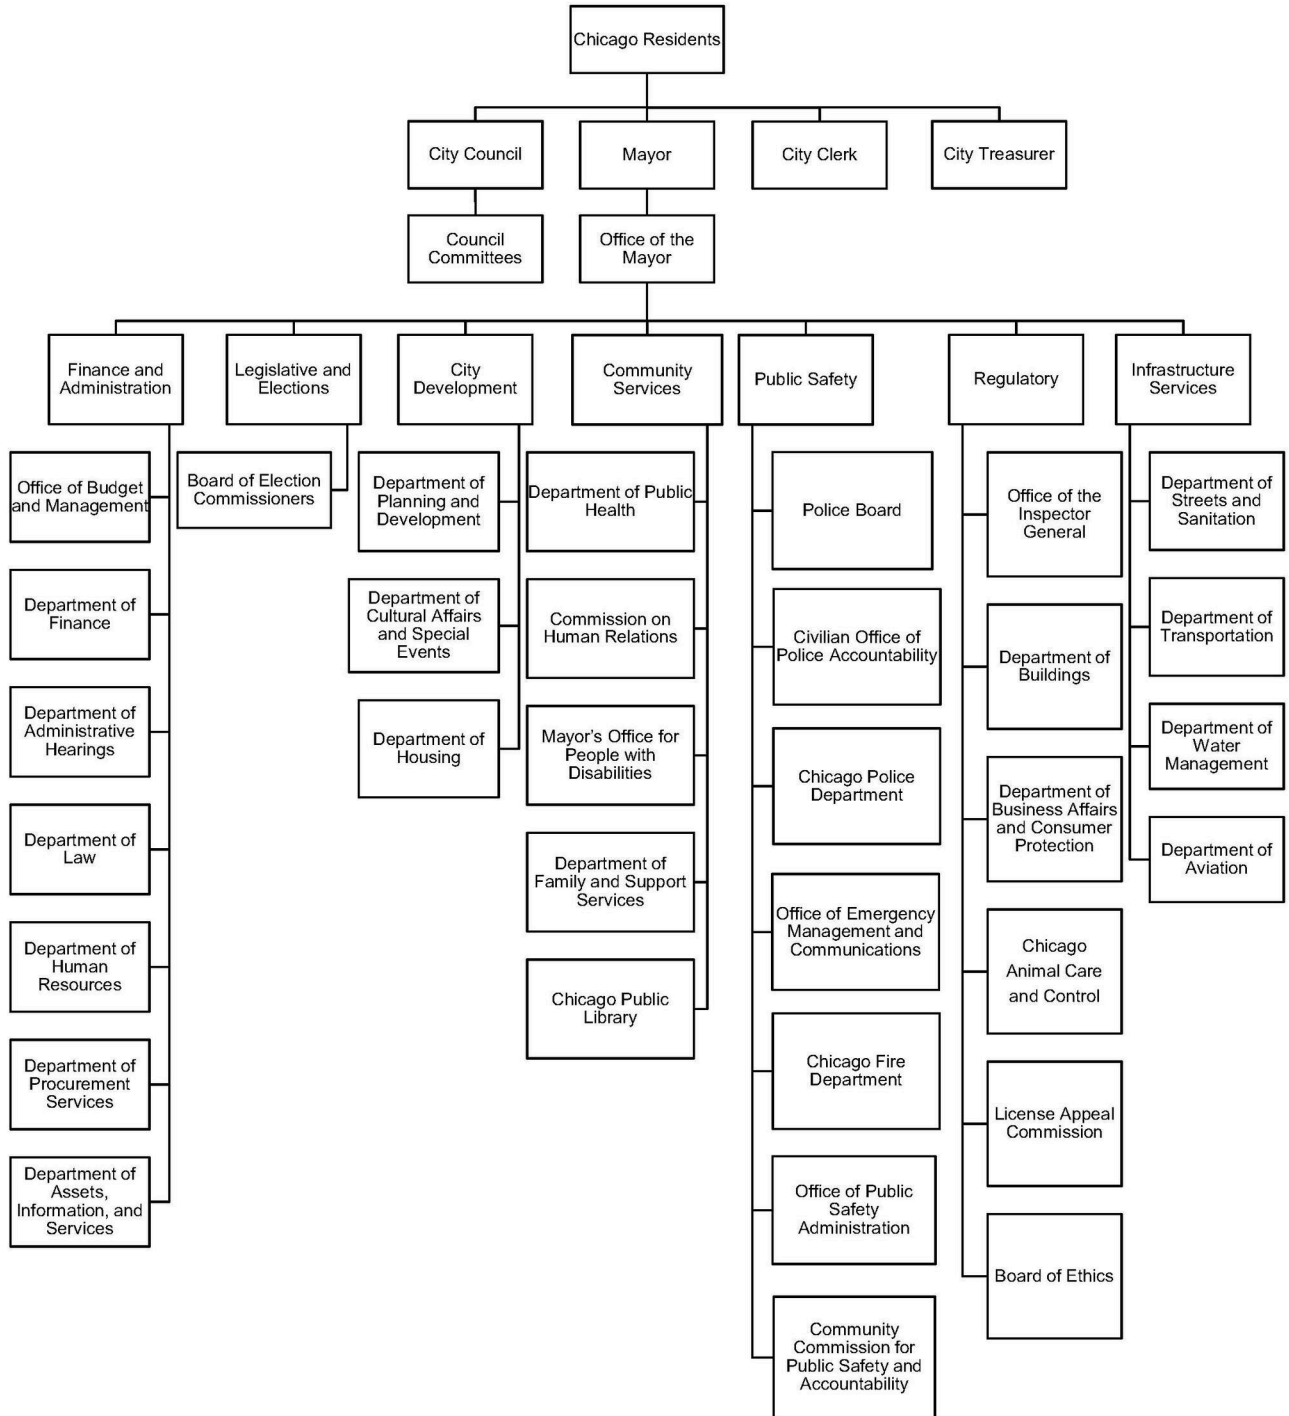 Chicago Residents
City Council
Mayor
City Clerk
City Treasurer
Council
Committees
Office of the
Mayor
Finance and
Administration
Legislative and
Elections
City
Development
Community
Services
Public Safety
Regulatory
Infrastructure
Services
Office of Budget
and Management
Department of
Finance
Department of
Administrative
Hearings
Department of
Law
Department of
Human
Resources
Department of
Procurement
Services
Department of
Assets,
Information, and
Services
Board of Election
Commissioners
Department of
Planning and
Development
Department of
Cultural Affairs
and Special
Events
Department of
Housing
Department of Public
Health
Commission on
Human Relations
Mayor’s Office for
People with
Disabilities
Department of
Family and Support
Services
Chicago Public
Library
Police Board
Civilian Office of
Police Accountability
Chicago Police
Department
Office of Emergency
Management and
Communications
Chicago Fire
Department
Office of Public
Safety
Administration
Community
Commission for
Public Safety and
Accountability
Office of the
Inspector
General
Department of
Buildings
Department of
Business Affairs
and Consumer
Protection
Chicago
Animal Care
and Control
License Appeal
Commission
Board of Ethics
Department of
Streets and
Sanitation
Department of
Transportation
Department of
Water
Management
Department of
Aviation